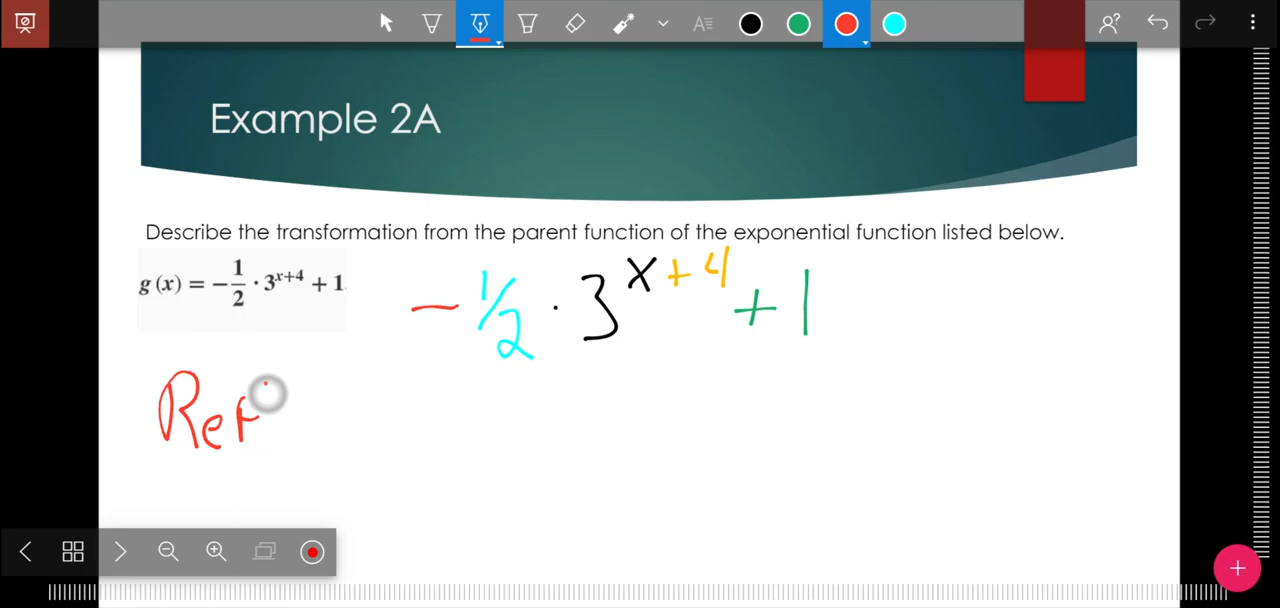 Example 2A
Describe the transformation from the parent function of the exponential function listed below.
g (x) = −1/2 · 3^{x+4} + 1
− 1/2 · 3^{x+4} + 1
Ref